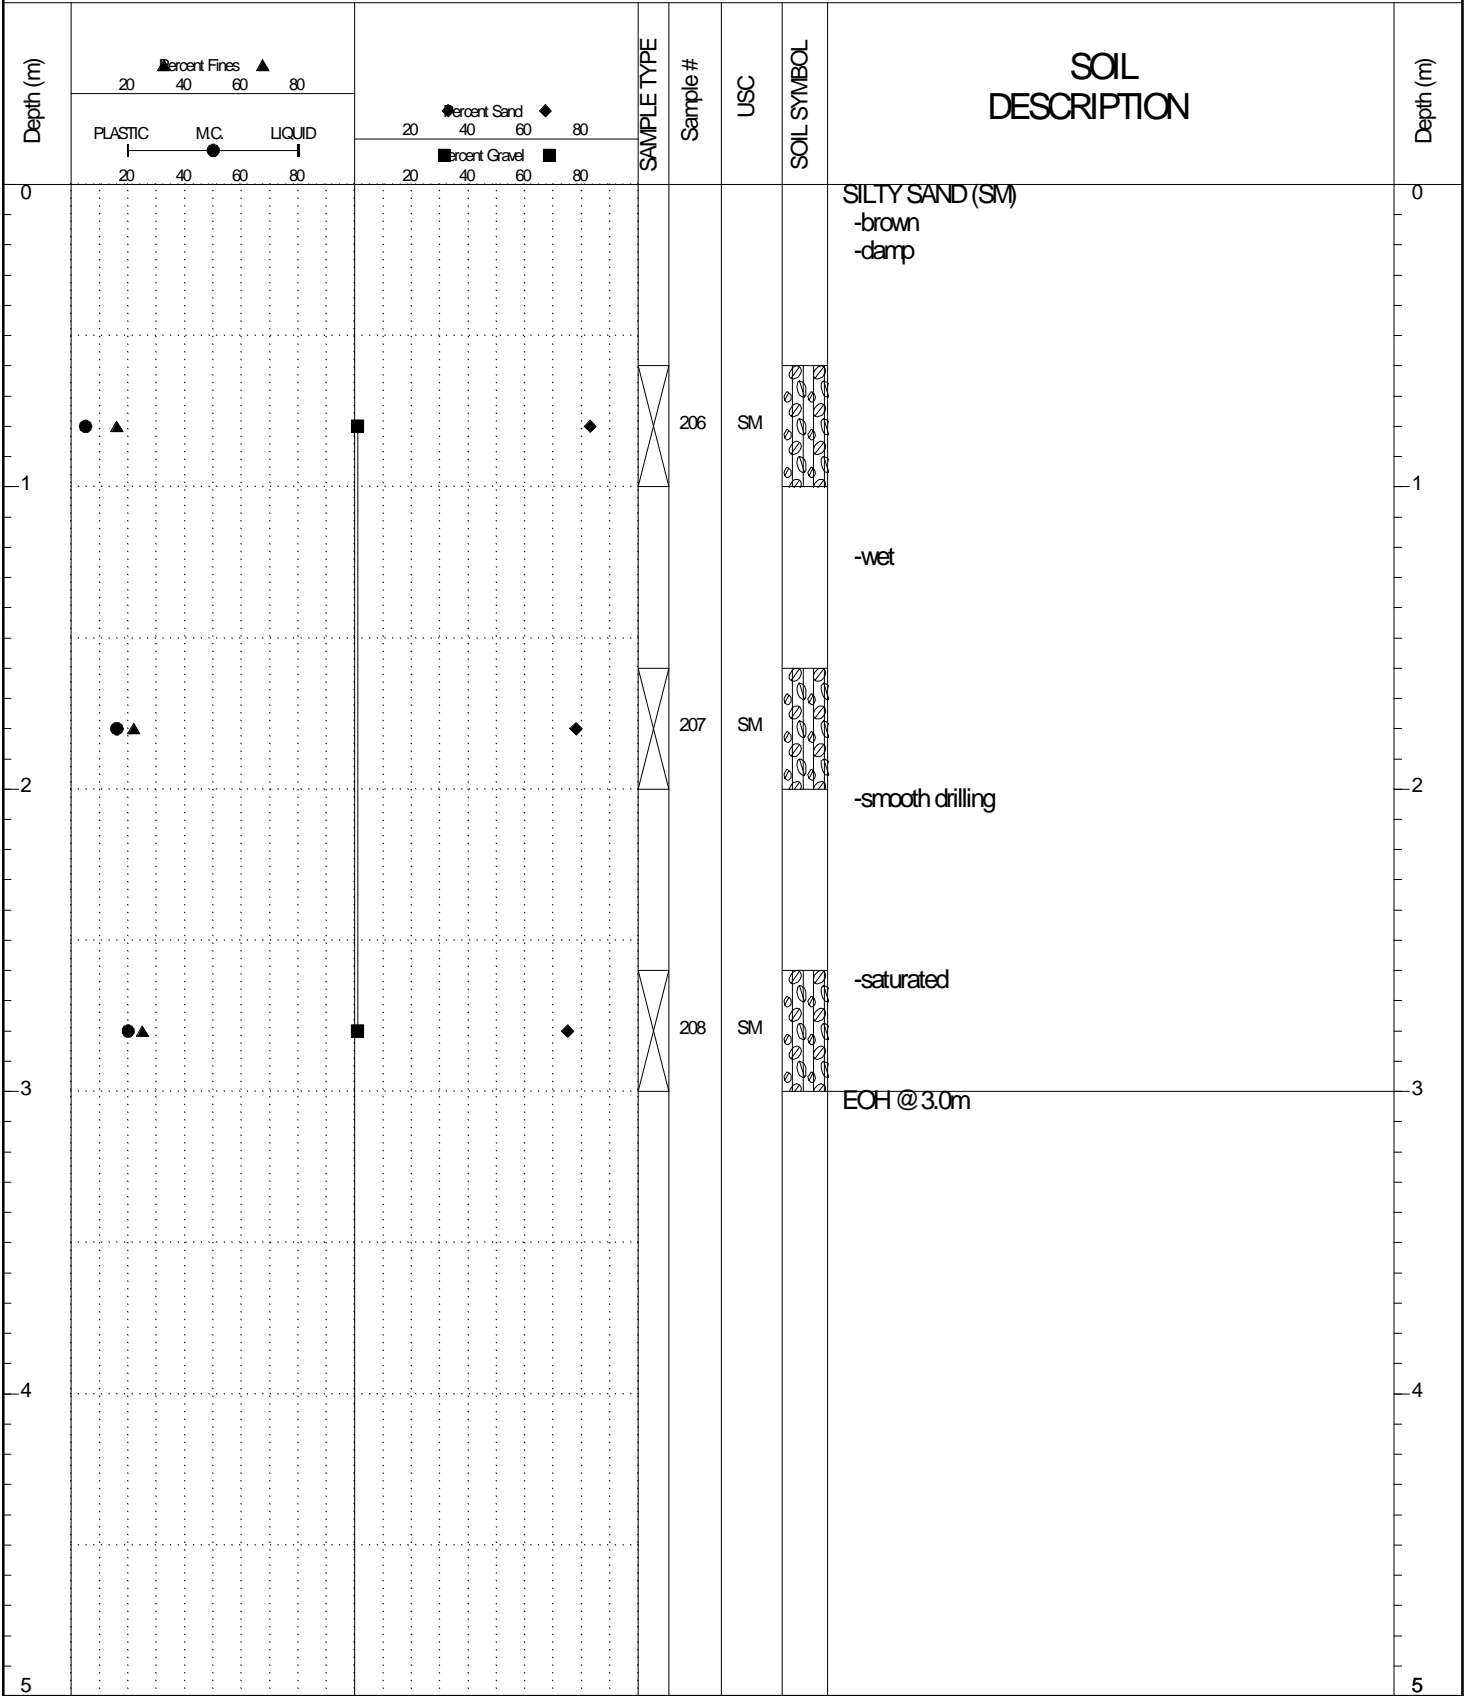 Depth (m)
Percent Fines
20 40 60 80
PLASTIC M.C. LIQUID
20 40 60 80
Percent Sand
20 40 60 80
Percent Gravel
20 40 60 80
SAMPLE TYPE
Sample #
USC
SOIL SYMBOL
SOIL
DESCRIPTION
Depth (m)
0 SILTY SAND (SM) 0
-brown
-damp
206 SM
1 1
-wet
207 SM
2 -smooth drilling 2
-saturated
208 SM
3 3
EOH @ 3.0m
4 4
5 5